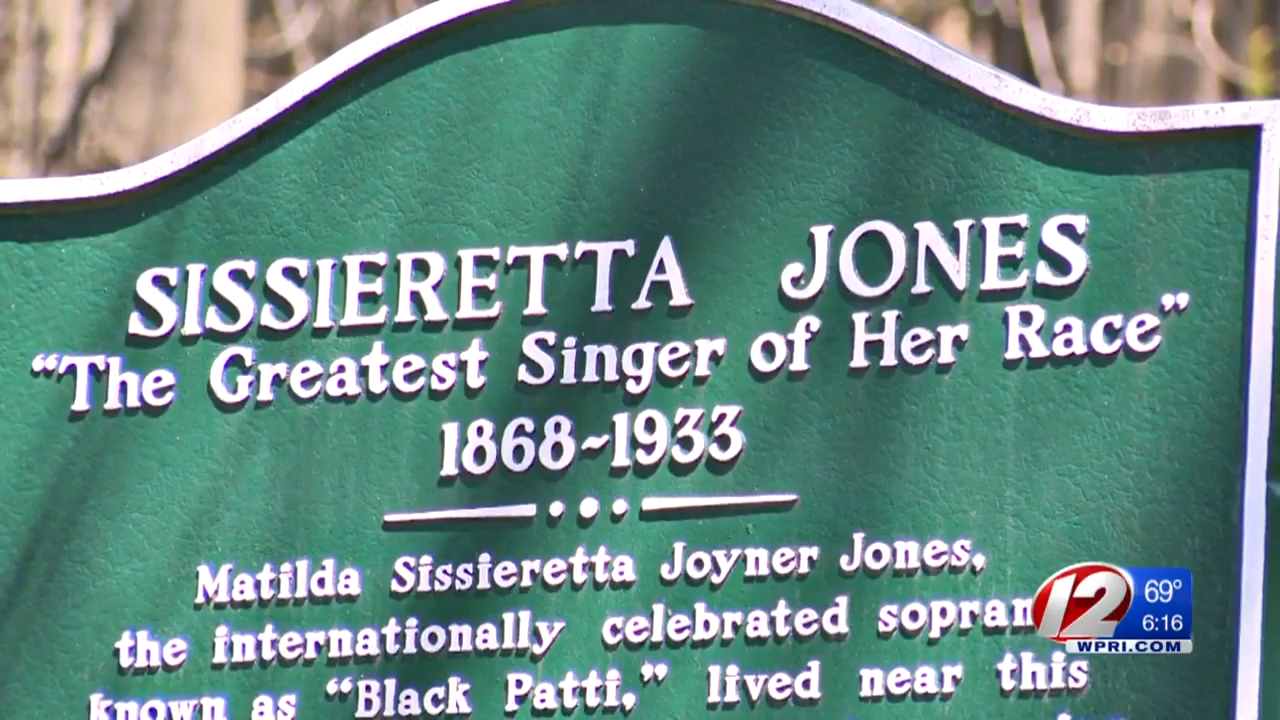 SISSIERETTA JONES
“The Greatest Singer of Her Race”
1868~1933
Matilda Sissieretta Joyner Jones,
the internationally celebrated sopran
known as “Black Patti,” lived near this
12 69°
6:16
WPRI.COM